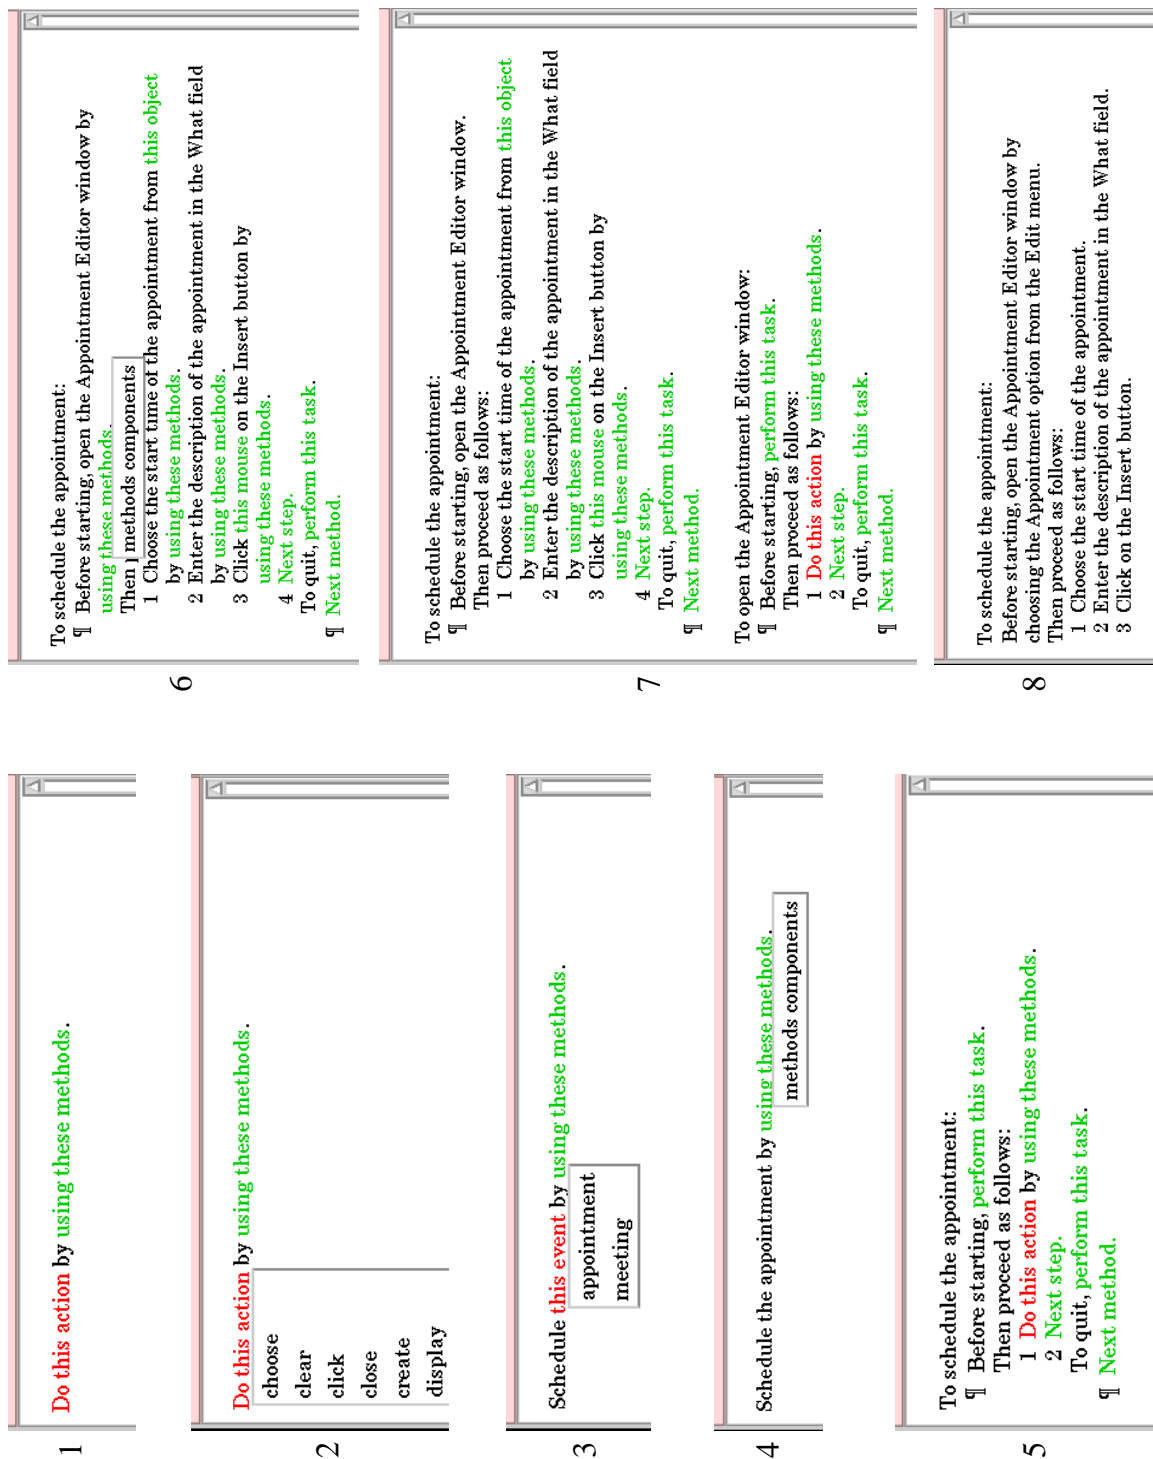 1
Do this action by using these methods.
2
Do this action by using these methods.
choose
clear
click
close
create
display
3
Schedule this event by using these methods.
appointment
meeting
4
Schedule the appointment by using these methods.
methods components
5
To schedule the appointment:
¶ Before starting, perform this task.
Then proceed as follows:
1 Do this action by using these methods.
2 Next step.
To quit, perform this task.
¶ Next method.
6
To schedule the appointment:
¶ Before starting, open the Appointment Editor window by
using these methods.
Then methods components
1 Choose the start time of the appointment from this object
by using these methods.
2 Enter the description of the appointment in the What field
by using these methods.
3 Click this mouse on the Insert button by
using these methods.
4 Next step.
To quit, perform this task.
¶ Next method.
7
To schedule the appointment:
¶ Before starting, open the Appointment Editor window.
Then proceed as follows:
1 Choose the start time of the appointment from this object
by using these methods.
2 Enter the description of the appointment in the What field
by using these methods.
3 Click this mouse on the Insert button by
using these methods.
4 Next step.
To quit, perform this task.
¶ Next method.
To open the Appointment Editor window:
¶ Before starting, perform this task.
Then proceed as follows:
1 Do this action by using these methods.
2 Next step.
To quit, perform this task.
¶ Next method.
8
To schedule the appointment:
Before starting, open the Appointment Editor window by
choosing the Appointment option from the Edit menu.
Then proceed as follows:
1 Choose the start time of the appointment.
2 Enter the description of the appointment in the What field.
3 Click on the Insert button.